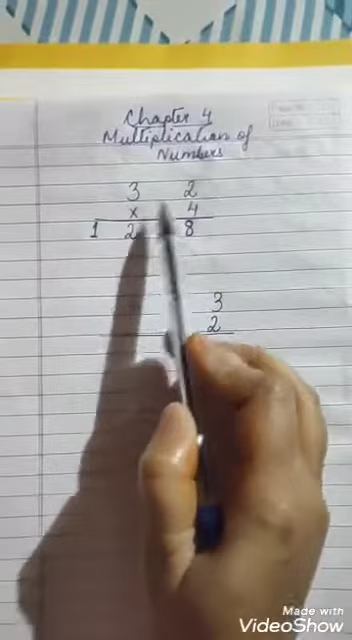 Chapter 4
Multiplication of
Numbers
3 2
x 4
1 2 8
3
2
Made with
VideoShow